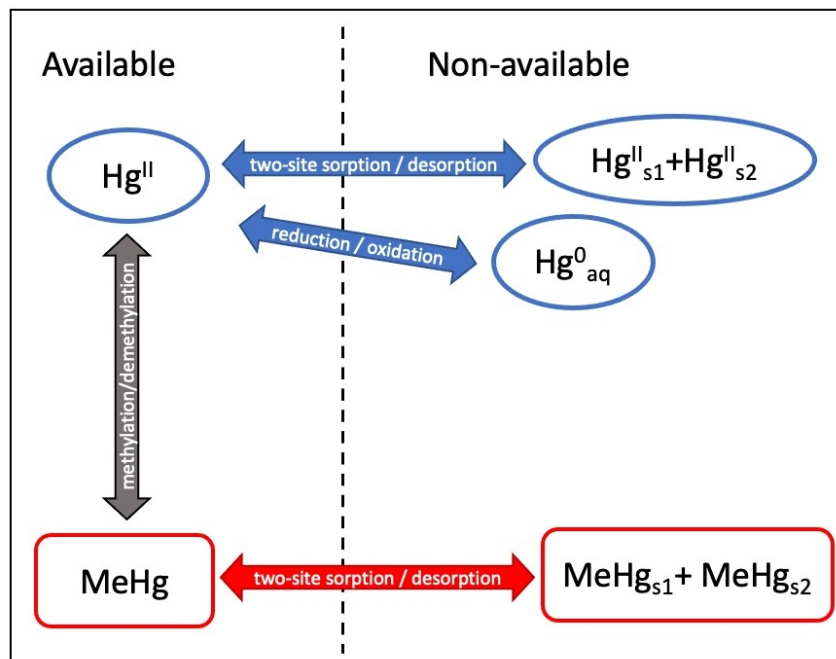 Available
Non-available
Hg^II
two-site sorption / desorption
Hg^II_s1+Hg^II_s2
reduction / oxidation
Hg^0_aq
methylation/demethylation
MeHg
two-site sorption / desorption
MeHg_s1+ MeHg_s2